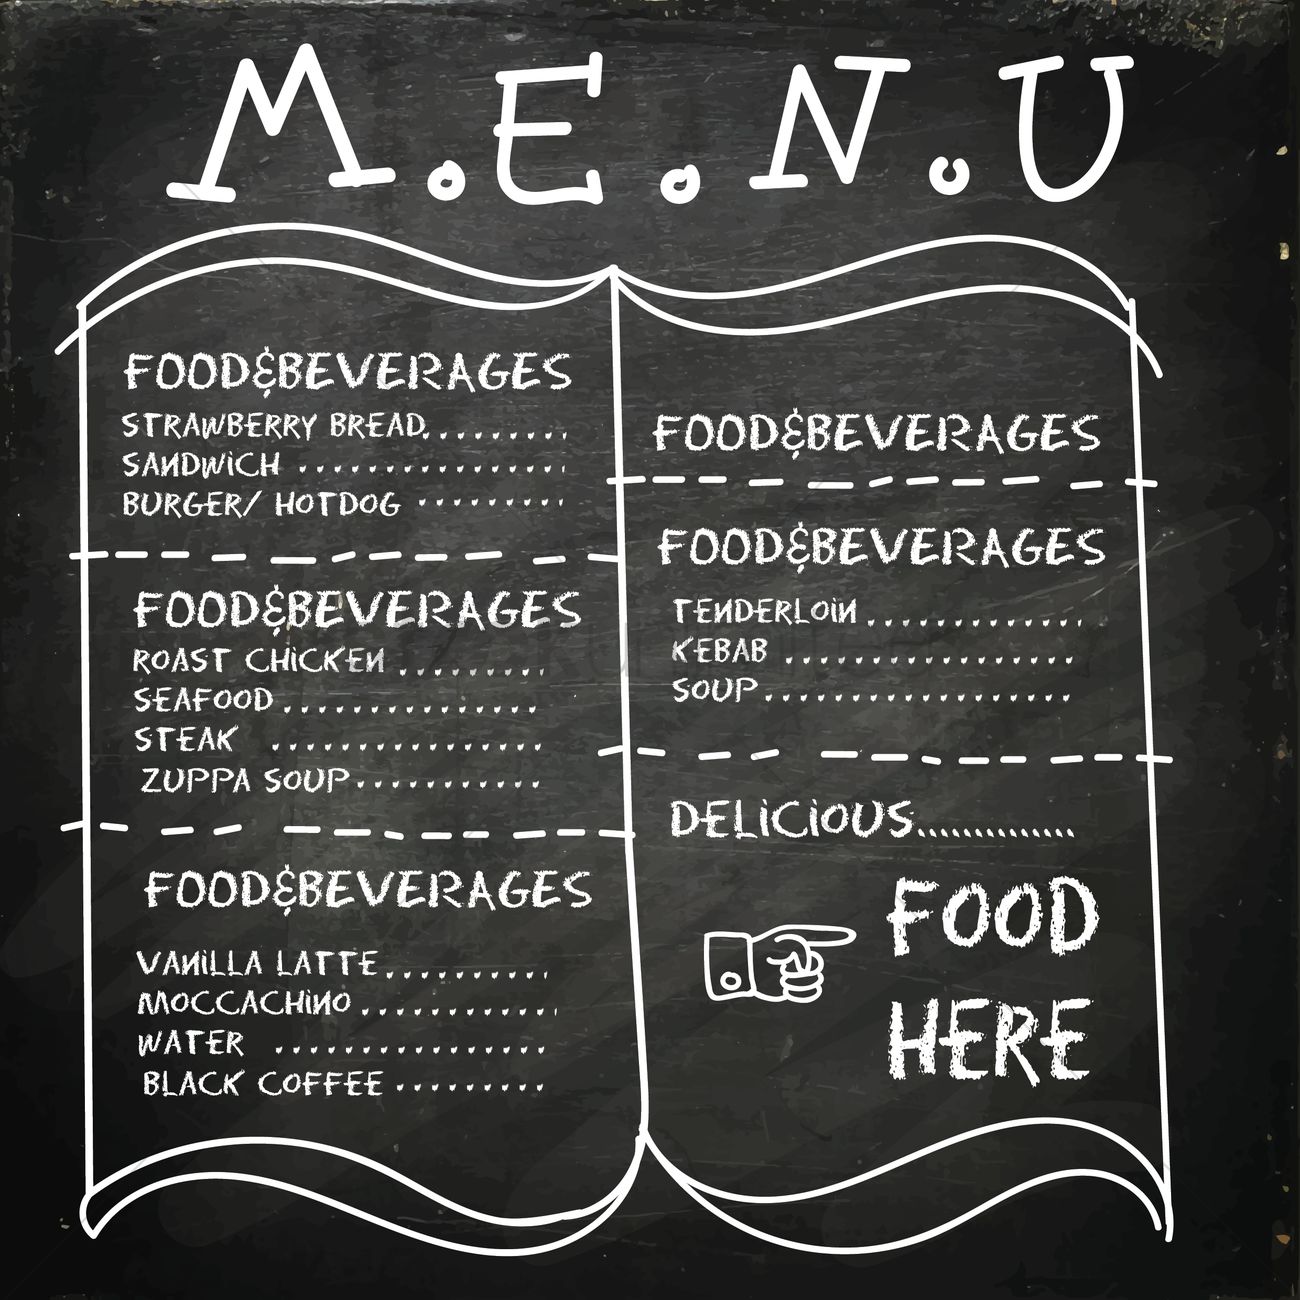 M.E.N.U
FOOD&BEVERAGES
STRAWBERRY BREAD..........
SANDWiCH ................
BURGER/ HOTDOG ..........
FOOD&BEVERAGES
ROAST CHiCKEN ..........
SEAFOOD ...............
STEAK ................
ZUPPA SOUP...........
FOOD&BEVERAGES
VANiLLA LATTE..........
MOCCACHiNO ............
WATER ................
BLACK COFFEE .........
FOOD&BEVERAGES
FOOD&BEVERAGES
TENDERLOiN .............
KEBAB .................
SOUP ..................
DELiCiOUS................
FOOD
HERE